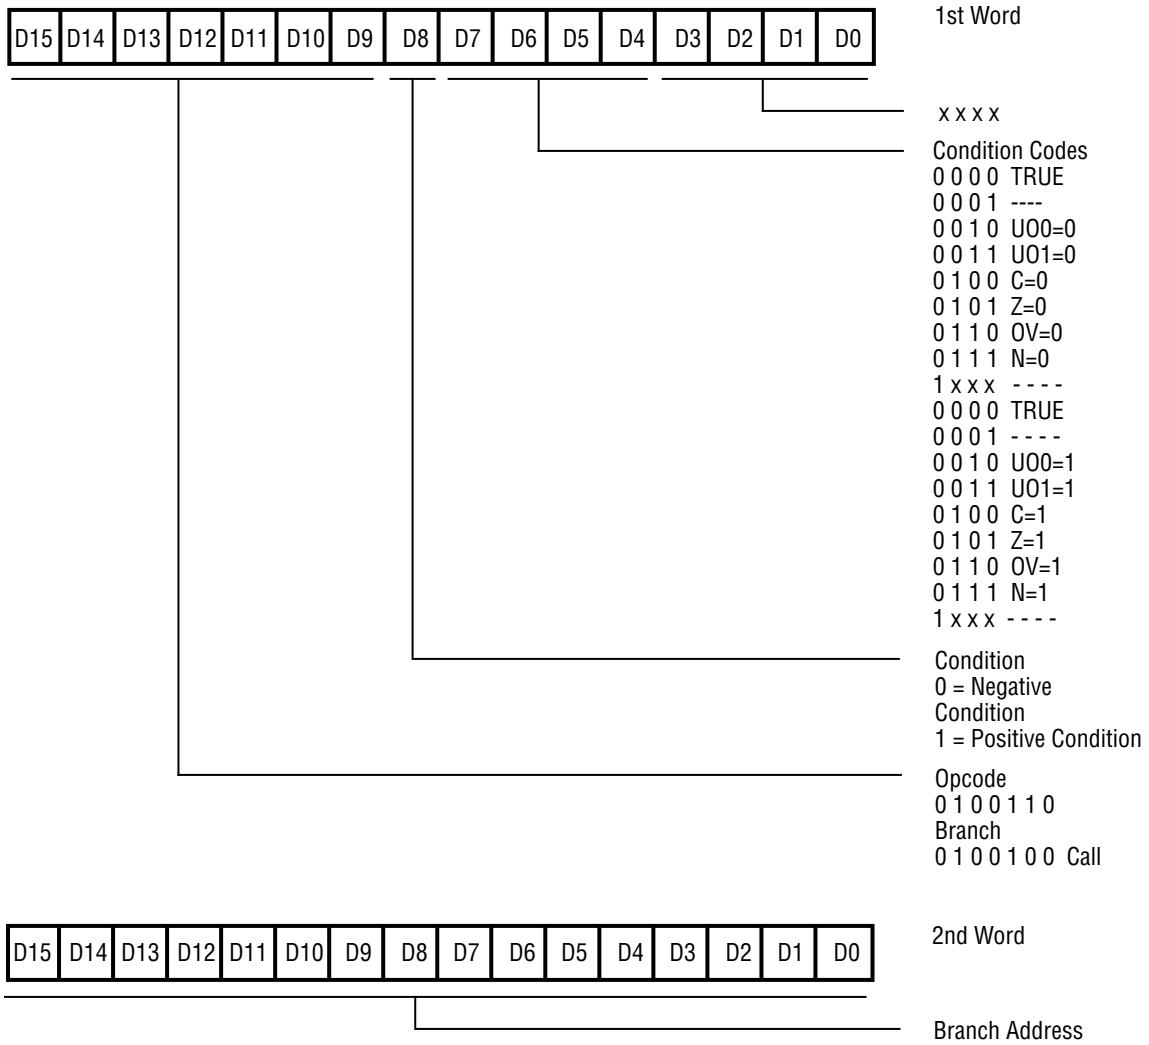 1st Word
D15 D14 D13 D12 D11 D10 D9 D8 D7 D6 D5 D4 D3 D2 D1 D0
x x x x
Condition Codes
0 0 0 0 TRUE
0 0 0 1 ----
0 0 1 0 UO0=0
0 0 1 1 UO1=0
0 1 0 0 C=0
0 1 0 1 Z=0
0 1 1 0 OV=0
0 1 1 1 N=0
1 x x x - - - -
0 0 0 0 TRUE
0 0 0 1 - - - -
0 0 1 0 UO0=1
0 0 1 1 UO1=1
0 1 0 0 C=1
0 1 0 1 Z=1
0 1 1 0 OV=1
0 1 1 1 N=1
1 x x x - - - -
Condition
0 = Negative
Condition
1 = Positive Condition
Opcode
0 1 0 0 1 1 0
Branch
0 1 0 0 1 0 0 Call
2nd Word
D15 D14 D13 D12 D11 D10 D9 D8 D7 D6 D5 D4 D3 D2 D1 D0
Branch Address